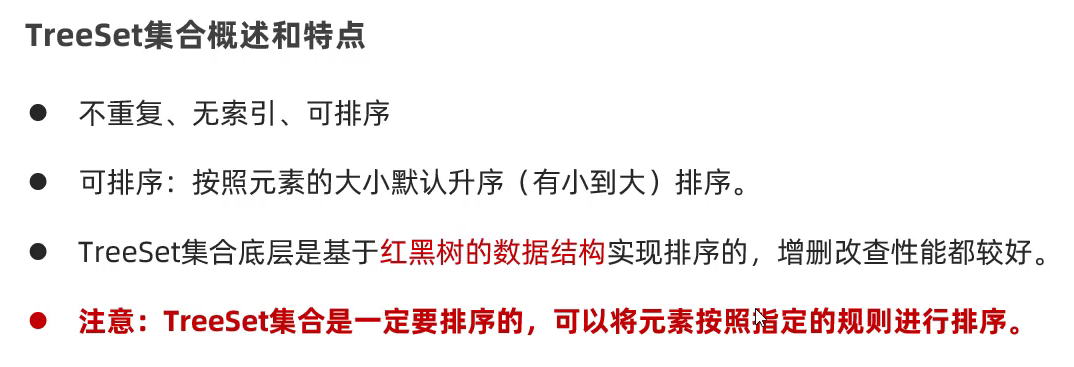 TreeSet集合概述和特点
● 不重复、无索引、可排序
● 可排序：按照元素的大小默认升序（有小到大）排序。
● TreeSet集合底层是基于红黑树的数据结构实现排序的，增删改查性能都较好。
● 注意：TreeSet集合是一定要排序的，可以将元素按照指定的规则进行排序。